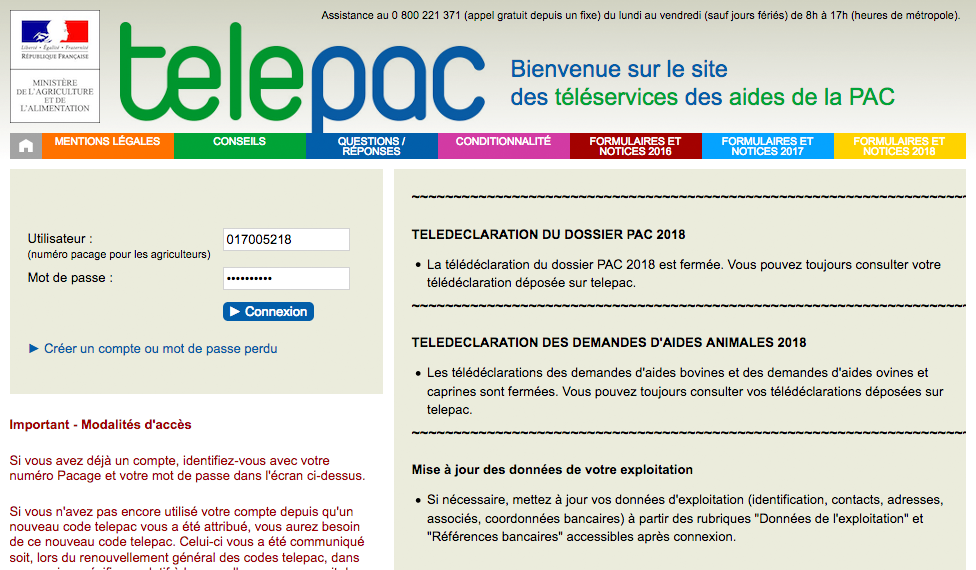 Assistance au 0 800 221 371 (appel gratuit depuis un fixe) du lundi au vendredi (sauf jours fériés) de 8h à 17h (heures de métropole).
Liberté • Égalité • Fraternité
RÉPUBLIQUE FRANÇAISE
MINISTÈRE
DE L'AGRICULTURE
ET DE
L'ALIMENTATION
telepac
Bienvenue sur le site
des téléservices des aides de la PAC
MENTIONS LÉGALES
CONSEILS
QUESTIONS /
RÉPONSES
CONDITIONNALITÉ
FORMULAIRES ET
NOTICES 2016
FORMULAIRES ET
NOTICES 2017
FORMULAIRES ET
NOTICES 2018
Utilisateur :
017005218
(numéro pacage pour les agriculteurs)
Mot de passe : ••••••••••
► Connexion
► Créer un compte ou mot de passe perdu
Important - Modalités d'accès
Si vous avez déjà un compte, identifiez-vous avec votre
numéro Pacage et votre mot de passe dans l'écran ci-dessus.
Si vous n'avez pas encore utilisé votre compte depuis qu'un
nouveau code telepac vous a été attribué, vous aurez besoin
de ce nouveau code telepac. Celui-ci vous a été communiqué
soit, lors du renouvellement général des codes telepac, dans
~~~~~~~~~~~~~~~~~~~~~~~~~~~~~~~~~~~~~~~~~~~~~~~~~~~~~~~~~~~~~~~~~~~~
TELEDECLARATION DU DOSSIER PAC 2018
• La télédéclaration du dossier PAC 2018 est fermée. Vous pouvez toujours consulter votre
télédéclaration déposée sur telepac.
~~~~~~~~~~~~~~~~~~~~~~~~~~~~~~~~~~~~~~~~~~~~~~~~~~~~~~~~~~~~~~~~~~~~
TELEDECLARATION DES DEMANDES D'AIDES ANIMALES 2018
• Les télédéclarations des demandes d'aides bovines et des demandes d'aides ovines et
caprines sont fermées. Vous pouvez toujours consulter vos télédéclarations déposées sur
telepac.
~~~~~~~~~~~~~~~~~~~~~~~~~~~~~~~~~~~~~~~~~~~~~~~~~~~~~~~~~~~~~~~~~~~~
Mise à jour des données de votre exploitation
• Si nécessaire, mettez à jour vos données d'exploitation (identification, contacts, adresses,
associés, coordonnées bancaires) à partir des rubriques "Données de l'exploitation" et
"Références bancaires" accessibles après connexion.